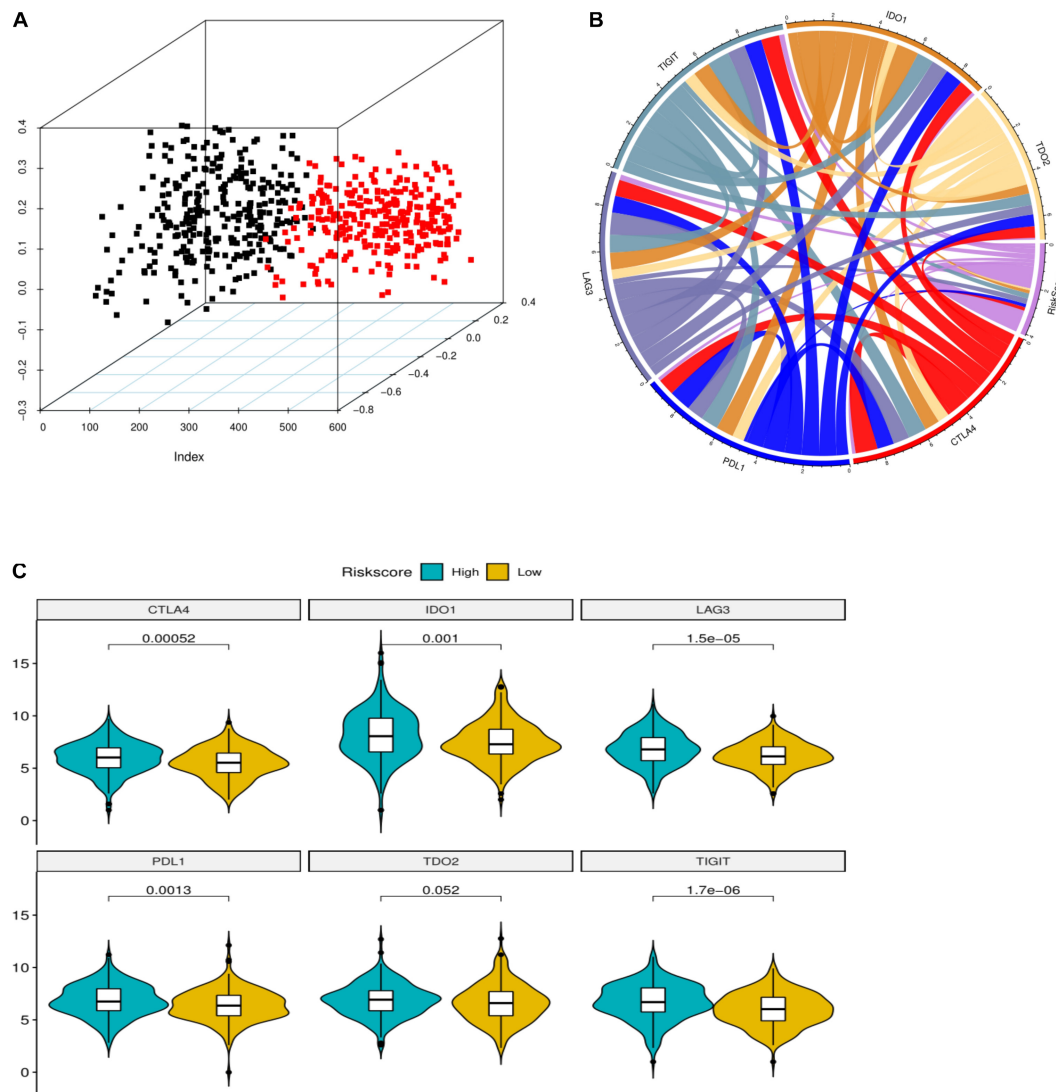 A
0.4
0.3
0.2
0.1
0.0
−0.1
−0.2
−0.3
0 100 200 300 400 500 600
Index
−0.8
−0.6
−0.4
−0.2
0.0
0.2
0.4
B
IDO1
TDO2
RiskSco
CTLA4
PDL1
LAG3
TIGIT
C
Riskscore High Low
CTLA4 IDO1 LAG3
0.00052 0.001 1.5e−05
15
10
5
0
PDL1 TDO2 TIGIT
0.0013 0.052 1.7e−06
15
10
5
0